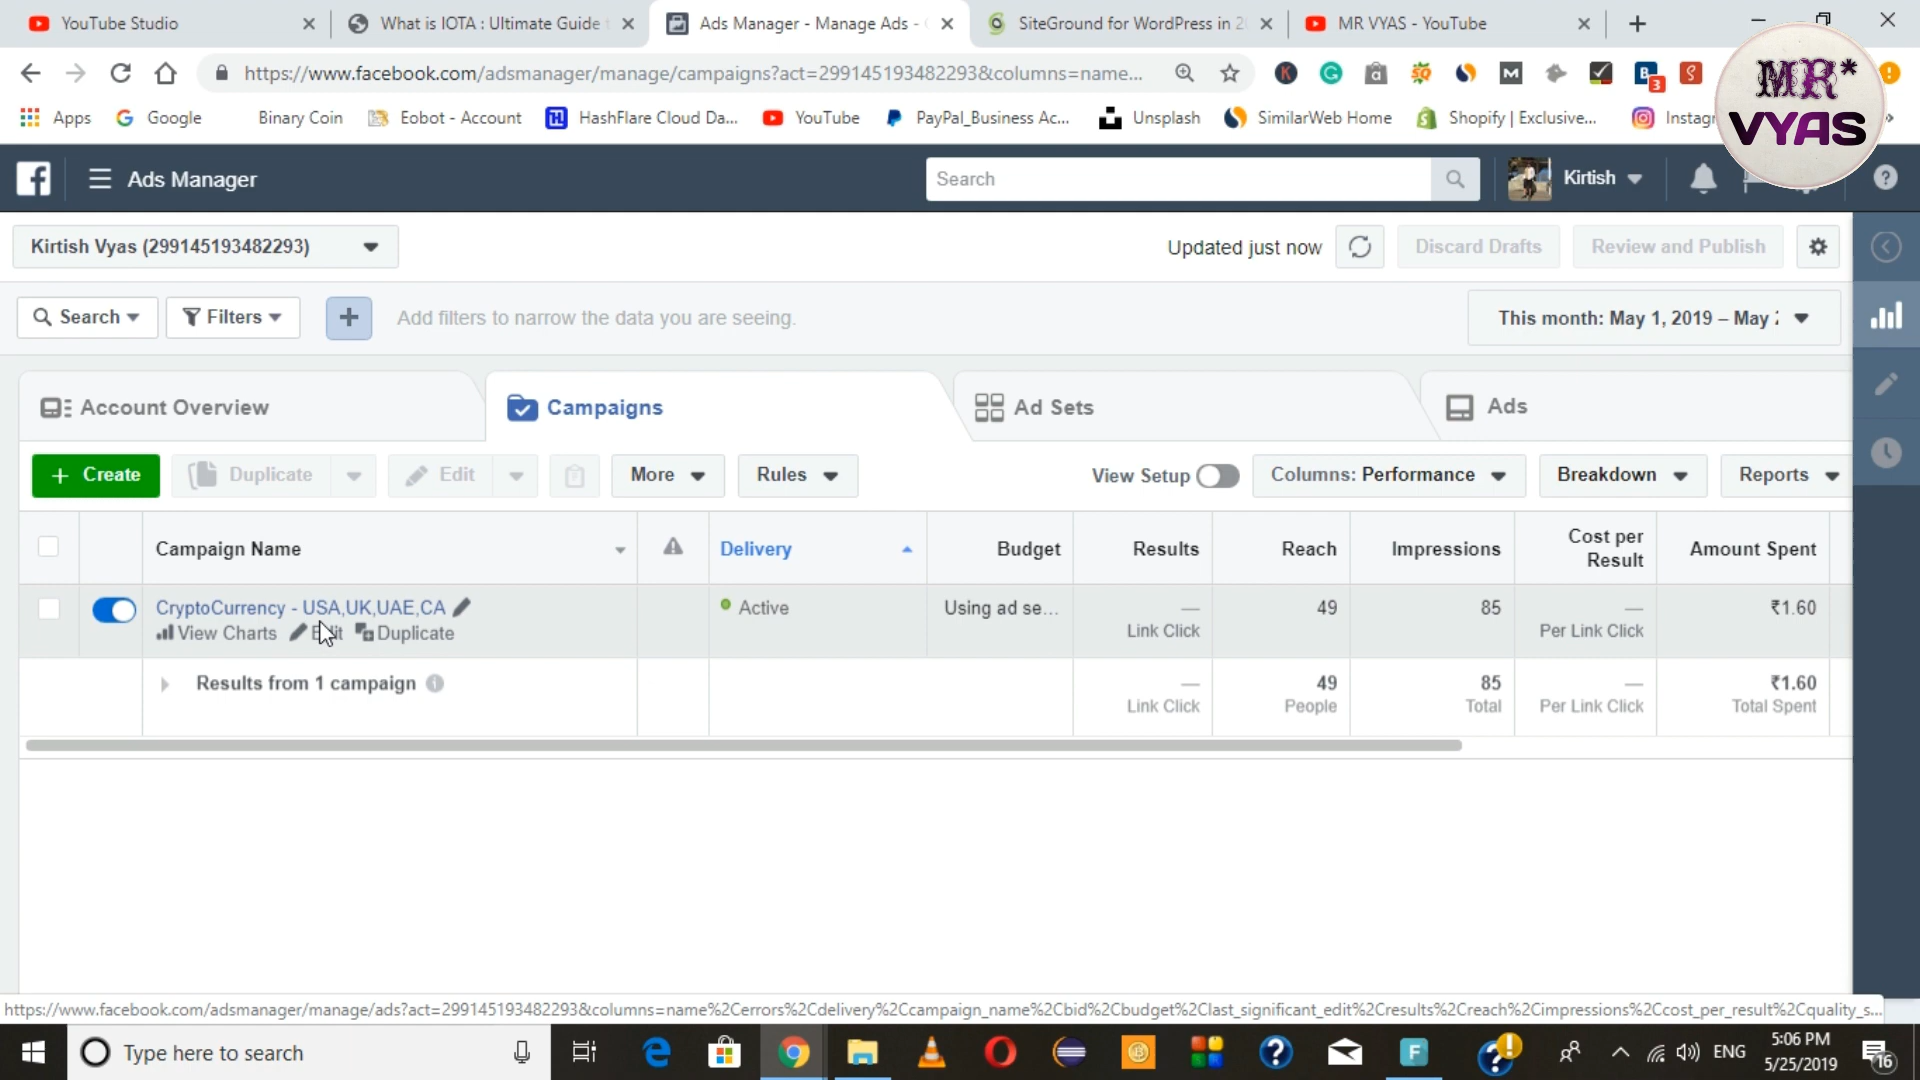 YouTube Studio
What is IOTA : Ultimate Guide
Ads Manager - Manage Ads -
SiteGround for WordPress in 2
MR VYAS - YouTube
https://www.facebook.com/adsmanager/manage/campaigns?act=299145193482293&columns=name...
3
MR*
VYAS
Apps
Google
Binary Coin
Eobot - Account
HashFlare Cloud Da...
YouTube
PayPal_Business Ac...
Unsplash
SimilarWeb Home
Shopify | Exclusive...
Instag
Ads Manager
Search
Kirtish
Kirtish Vyas (299145193482293)
Updated just now
Discard Drafts
Review and Publish
Search
Filters
Add filters to narrow the data you are seeing.
This month: May 1, 2019 – May
Account Overview
Campaigns
Ad Sets
Ads
+ Create
Duplicate
Edit
More
Rules
View Setup
Columns: Performance
Breakdown
Reports
Campaign Name
Delivery
Budget
Results
Reach
Impressions
Cost per
Result
Amount Spent
CryptoCurrency - USA,UK,UAE,CA
View Charts
Edit
Duplicate
Active
Using ad se...
—
Link Click
49
85
—
Per Link Click
₹1.60
Results from 1 campaign
—
Link Click
49
People
85
Total
—
Per Link Click
₹1.60
Total Spent
https://www.facebook.com/adsmanager/manage/ads?act=299145193482293&columns=name%2Cerrors%2Cdelivery%2Ccampaign_name%2Cbid%2Cbudget%2Clast_significant_edit%2Cresults%2Creach%2Cimpressions%2Ccost_per_result%2Cquality_s...
Type here to search
ENG
5:06 PM
5/25/2019
16